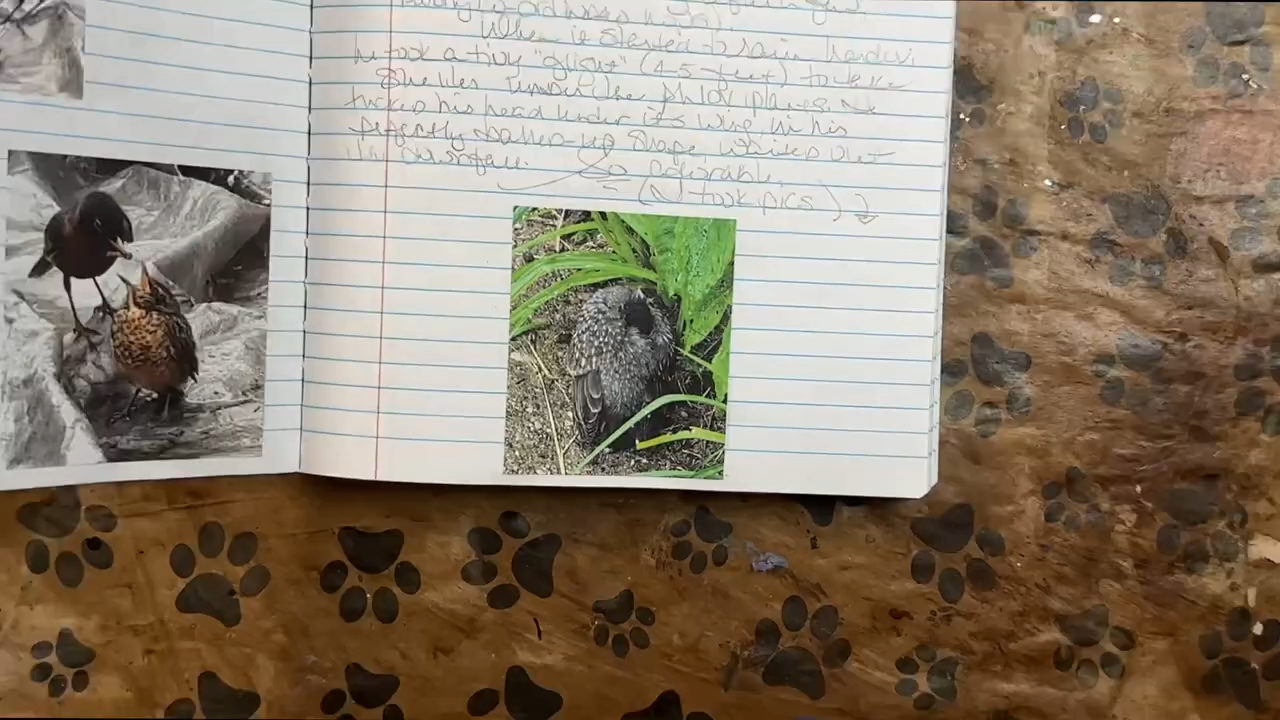 When it started to rain harder,
he took a tiny "flight" (4-5 feet) to take
shelter under the phlox plants. He
tucked his head under its wing, in his
perfectly balled-up shape, waited out
the downfall. So adorable.
(I took pics)